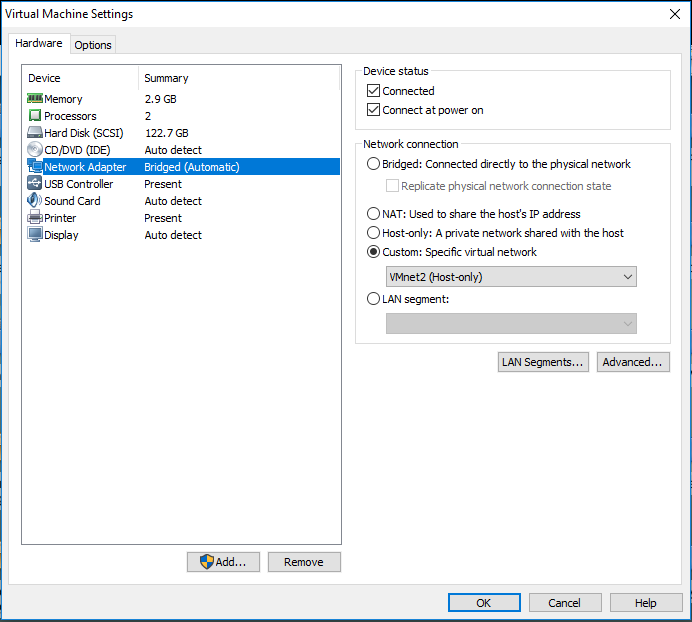 Virtual Machine Settings
Hardware
Options
Device Summary
Memory 2.9 GB
Processors 2
Hard Disk (SCSI) 122.7 GB
CD/DVD (IDE) Auto detect
Network Adapter Bridged (Automatic)
USB Controller Present
Sound Card Auto detect
Printer Present
Display Auto detect
Add...
Remove
Device status
Connected
Connect at power on
Network connection
Bridged: Connected directly to the physical network
Replicate physical network connection state
NAT: Used to share the host's IP address
Host-only: A private network shared with the host
Custom: Specific virtual network
VMnet2 (Host-only)
LAN segment:
LAN Segments...
Advanced...
OK
Cancel
Help